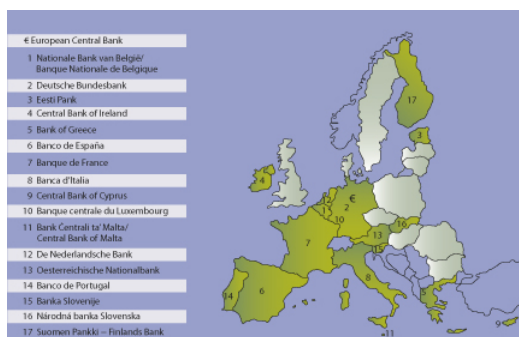 € European Central Bank
1 Nationale Bank van België/
Banque Nationale de Belgique
2 Deutsche Bundesbank
3 Eesti Pank
4 Central Bank of Ireland
5 Bank of Greece
6 Banco de España
7 Banque de France
8 Banca d'Italia
9 Central Bank of Cyprus
10 Banque centrale du Luxembourg
11 Bank Ċentrali ta' Malta/
Central Bank of Malta
12 De Nederlandsche Bank
13 Oesterreichische Nationalbank
14 Banco de Portugal
15 Banka Slovenije
16 Národná banka Slovenska
17 Suomen Pankki – Finlands Bank
17
3
4
12
€
1
2
10
16
13
7
15
14
6
8
5
11
9